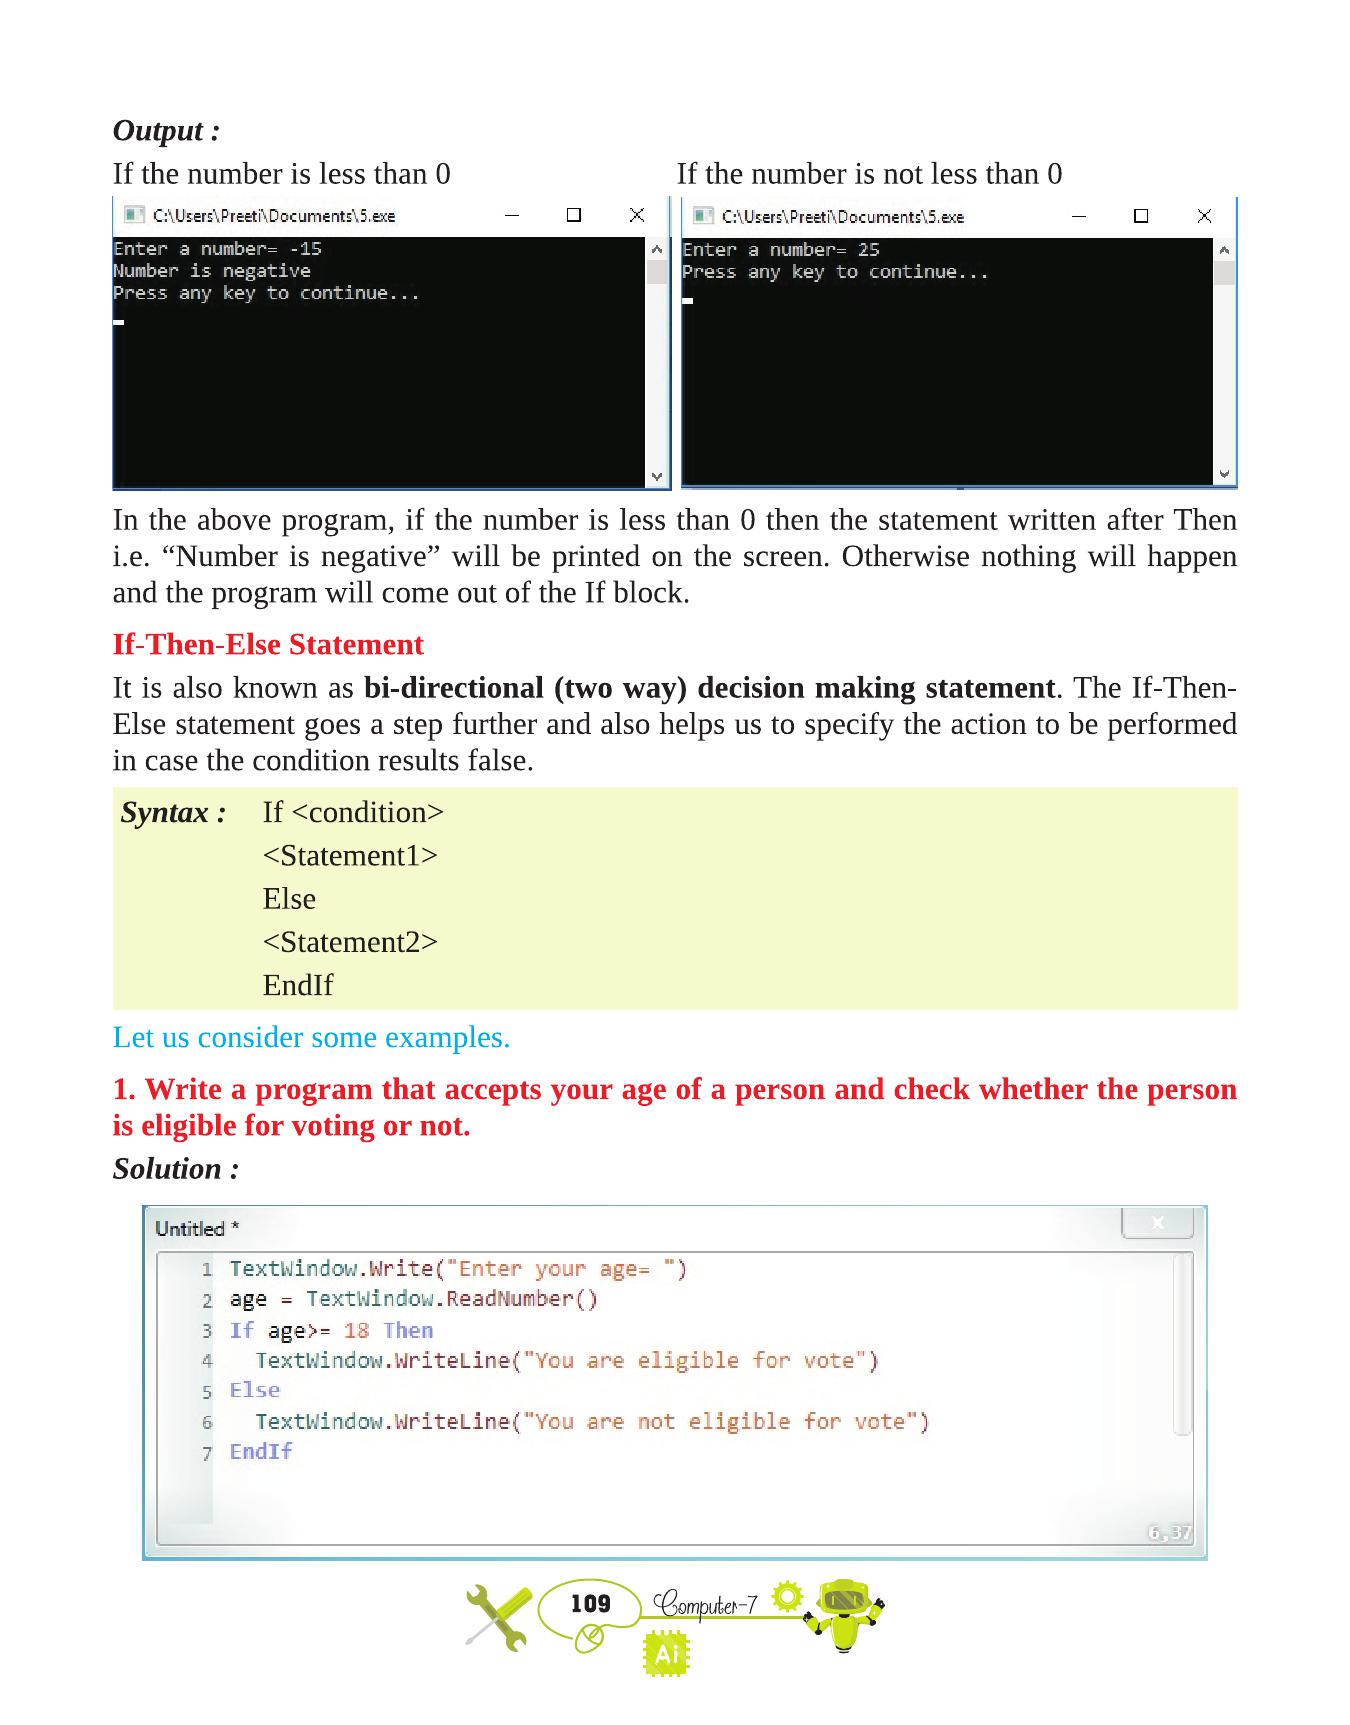 Output :
If the number is less than 0
If the number is not less than 0
C:\Users\Preeti\Documents\5.exe
Enter a number= -15
Number is negative
Press any key to continue...
C:\Users\Preeti\Documents\5.exe
Enter a number= 25
Press any key to continue...
In the above program, if the number is less than 0 then the statement written after Then
i.e. “Number is negative” will be printed on the screen. Otherwise nothing will happen
and the program will come out of the If block.
If-Then-Else Statement
It is also known as bi-directional (two way) decision making statement. The If-Then-
Else statement goes a step further and also helps us to specify the action to be performed
in case the condition results false.
Syntax : If <condition>
<Statement1>
Else
<Statement2>
EndIf
Let us consider some examples.
1. Write a program that accepts your age of a person and check whether the person
is eligible for voting or not.
Solution :
Untitled *
1 TextWindow.Write("Enter your age= ")
2 age = TextWindow.ReadNumber()
3 If age>= 18 Then
4 TextWindow.WriteLine("You are eligible for vote")
5 Else
6 TextWindow.WriteLine("You are not eligible for vote")
7 EndIf
6,37
109 Computer-7
Ai